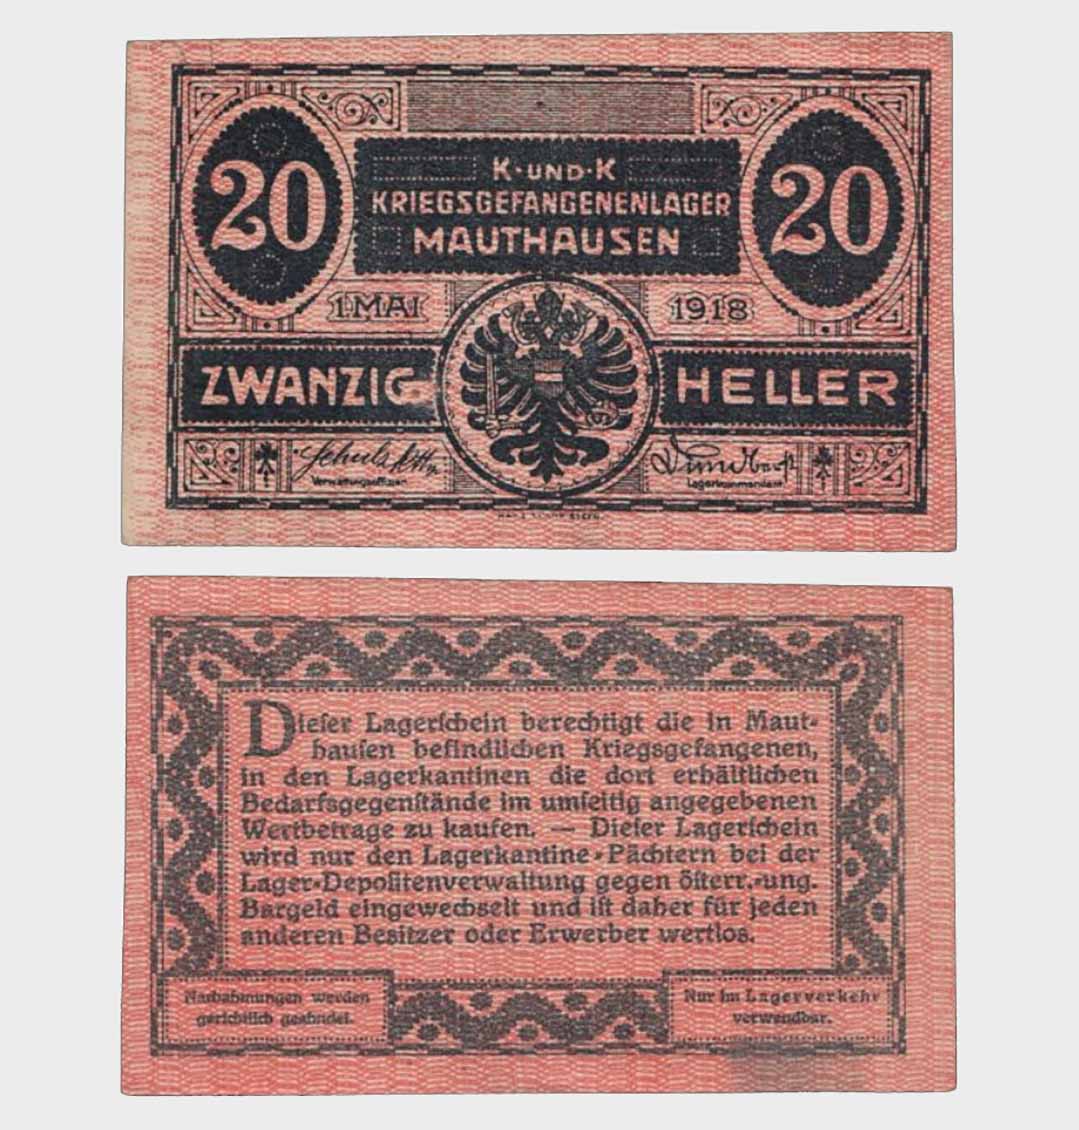 20
K·UND·K
20
KRIEGSGEFANGENENLAGER
MAUTHAUSEN
1·MAI
1918
ZWANZIG
HELLER
Verwaltungsoffizier
Lagerkommandant
Dieſer Lagerſchein berechtigt die in Maut-
hauſen befindlichen Kriegsgefangenen,
in den Lagerkantinen die dort erhältlichen
Bedarfsgegenſtände im umſeitig angegebenen
Wertbetrage zu kaufen. — Dieſer Lagerſchein
wird nur den Lagerkantine-Pächtern bei der
Lager-Depoſitenverwaltung gegen öſterr.-ung.
Bargeld eingewechselt und iſt daher für jeden
anderen Besitzer oder Erwerber wertlos.
Nachahmungen werden
gerichtlich geahndet.
Nur im Lagerverkehr
verwendbar.